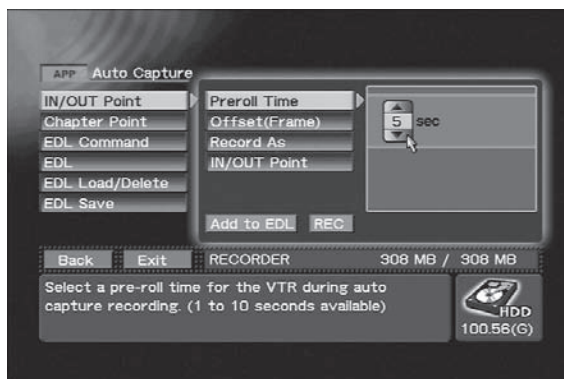 APP Auto Capture
IN/OUT Point
Chapter Point
EDL Command
EDL
EDL Load/Delete
EDL Save
Preroll Time
Offset(Frame)
Record As
IN/OUT Point
5 sec
Add to EDL REC
Back Exit RECORDER 308 MB / 308 MB
Select a pre-roll time for the VTR during auto
capture recording. (1 to 10 seconds available)
HDD
100.56(G)